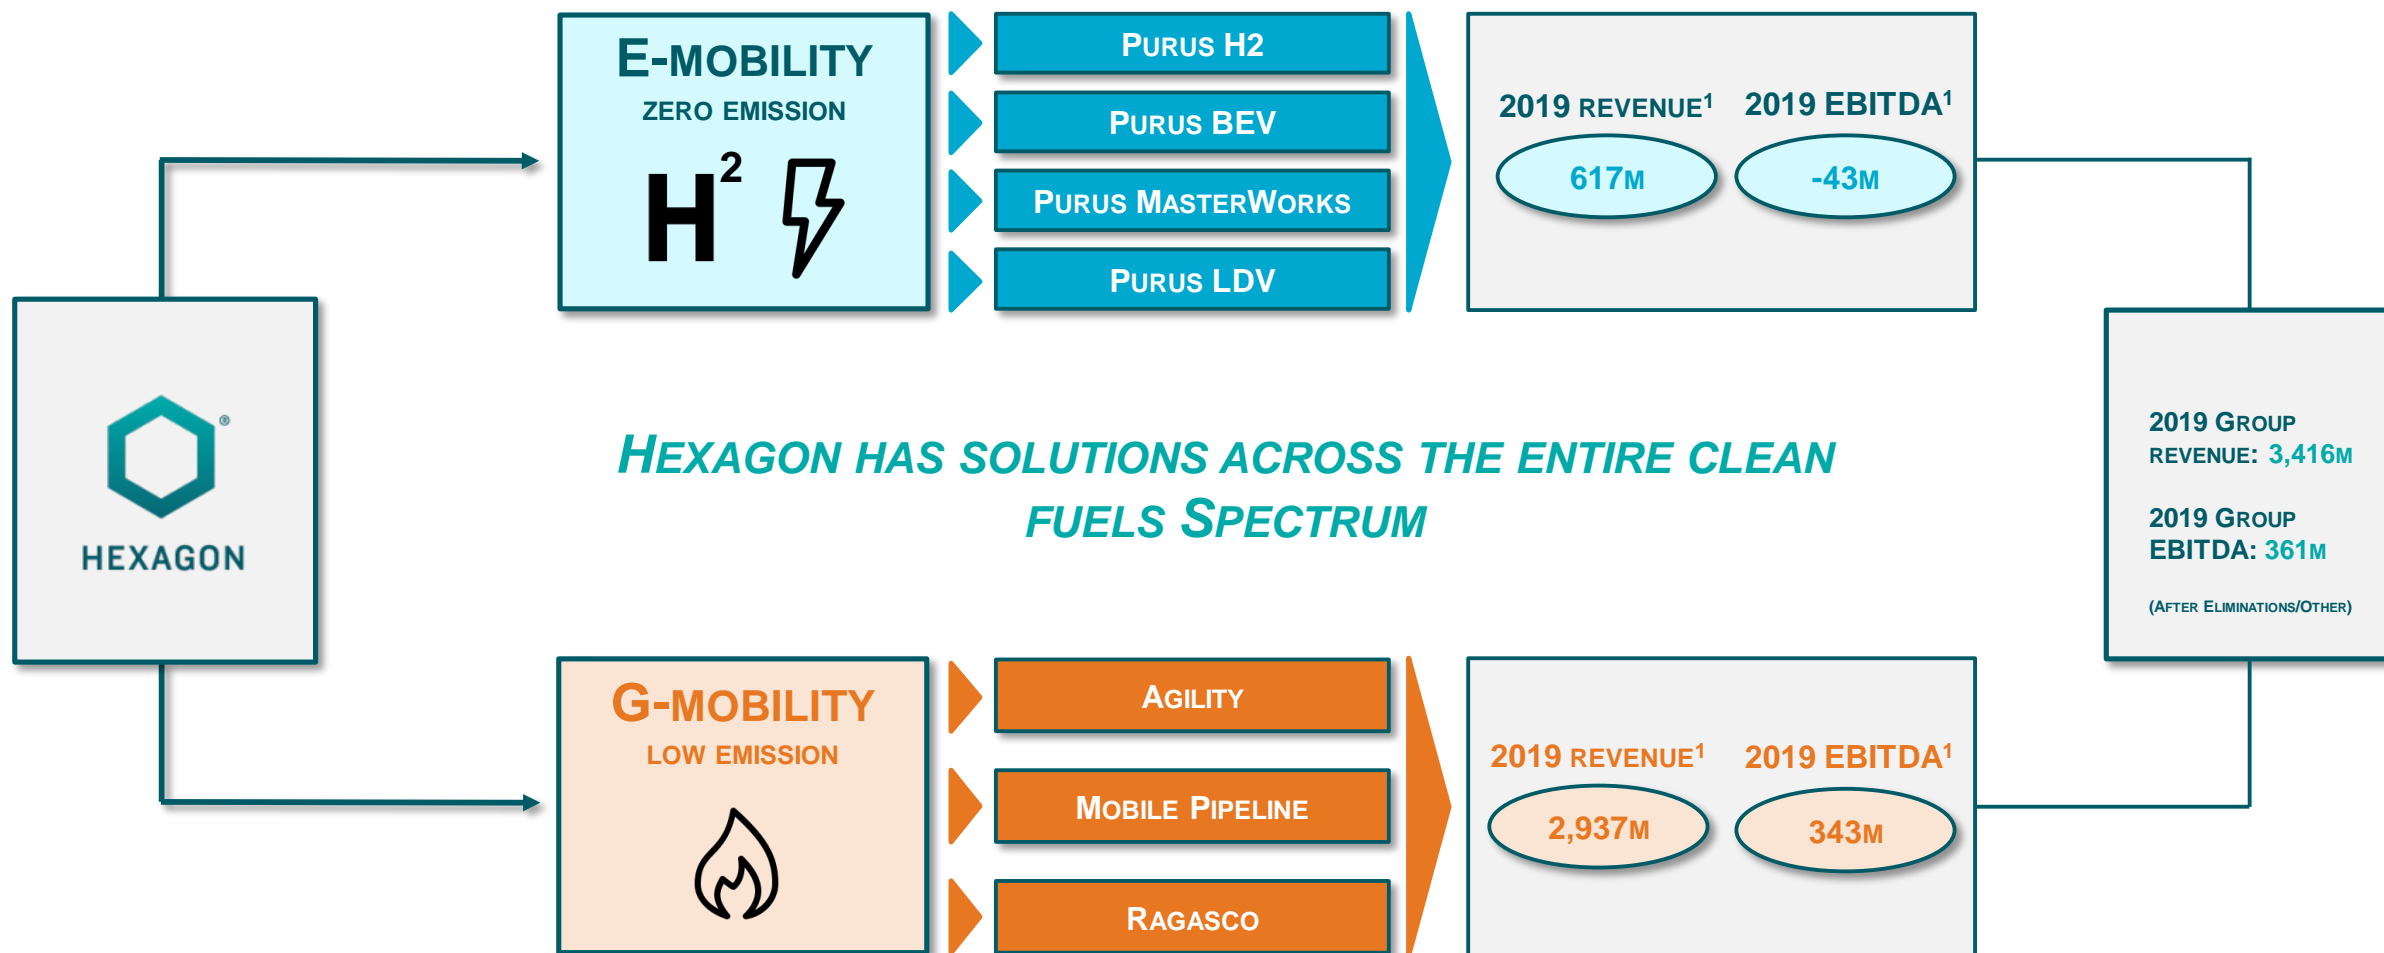 E-MOBILITY
ZERO EMISSION
H²
PURUS H2
PURUS BEV
PURUS MASTERWORKS
PURUS LDV
2019 REVENUE¹ 2019 EBITDA¹
617M -43M
®
HEXAGON
HEXAGON HAS SOLUTIONS ACROSS THE ENTIRE CLEAN
FUELS SPECTRUM
2019 GROUP
REVENUE: 3,416M
2019 GROUP
EBITDA: 361M
(AFTER ELIMINATIONS/OTHER)
G-MOBILITY
LOW EMISSION
AGILITY
MOBILE PIPELINE
RAGASCO
2019 REVENUE¹ 2019 EBITDA¹
2,937M 343M